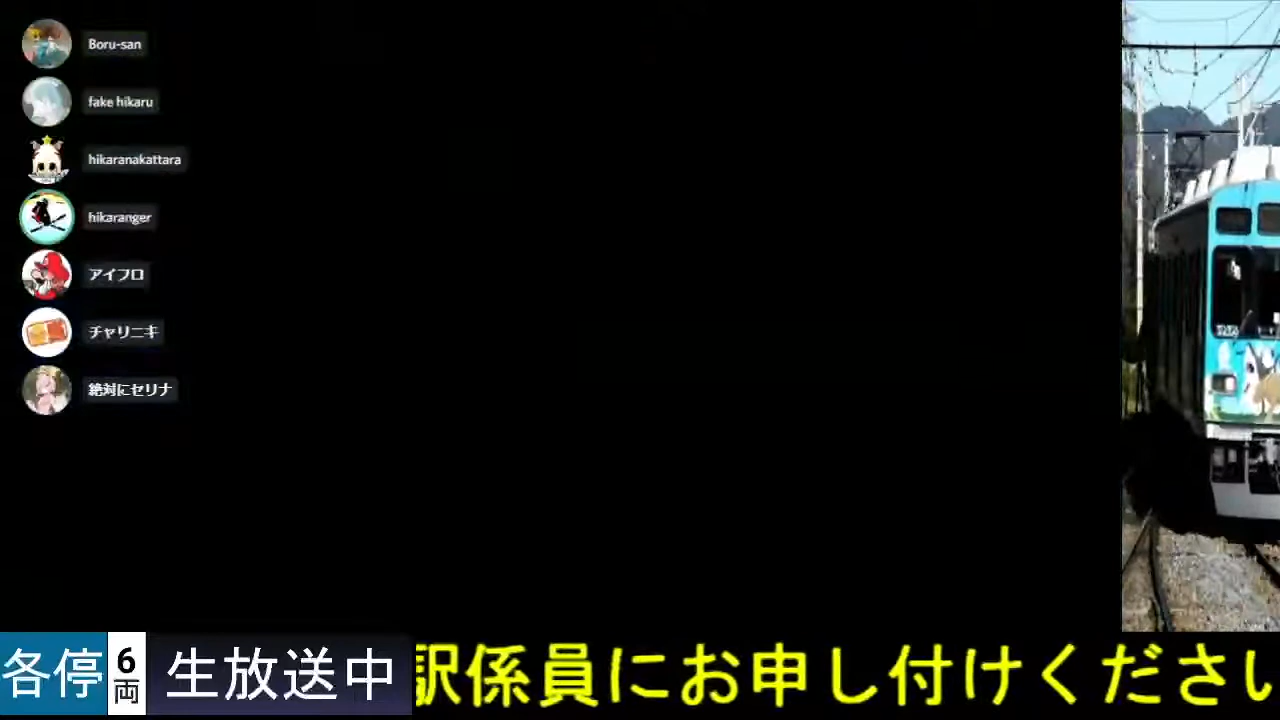 Boru-san
fake hikaru
hikaranakattara
hikaranger
アイフロ
チャリニキ
絶対にセリナ
各停
6両
生放送中
駅係員にお申し付けください